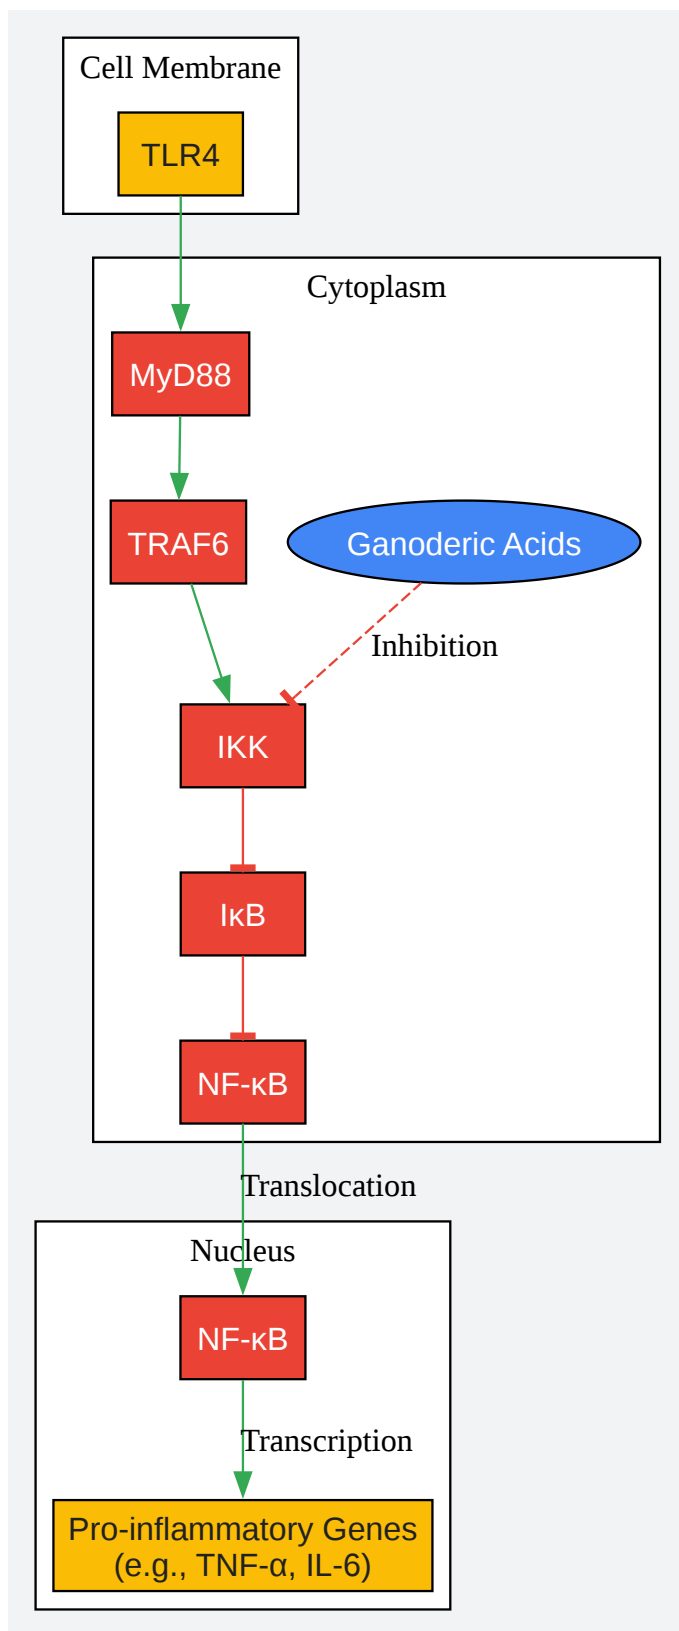 Cell Membrane
TLR4
Cytoplasm
MyD88
TRAF6
Ganoderic Acids
Inhibition
IKK
IκB
NF-κB
Translocation
Nucleus
NF-κB
Transcription
Pro-inflammatory Genes
(e.g., TNF-α, IL-6)